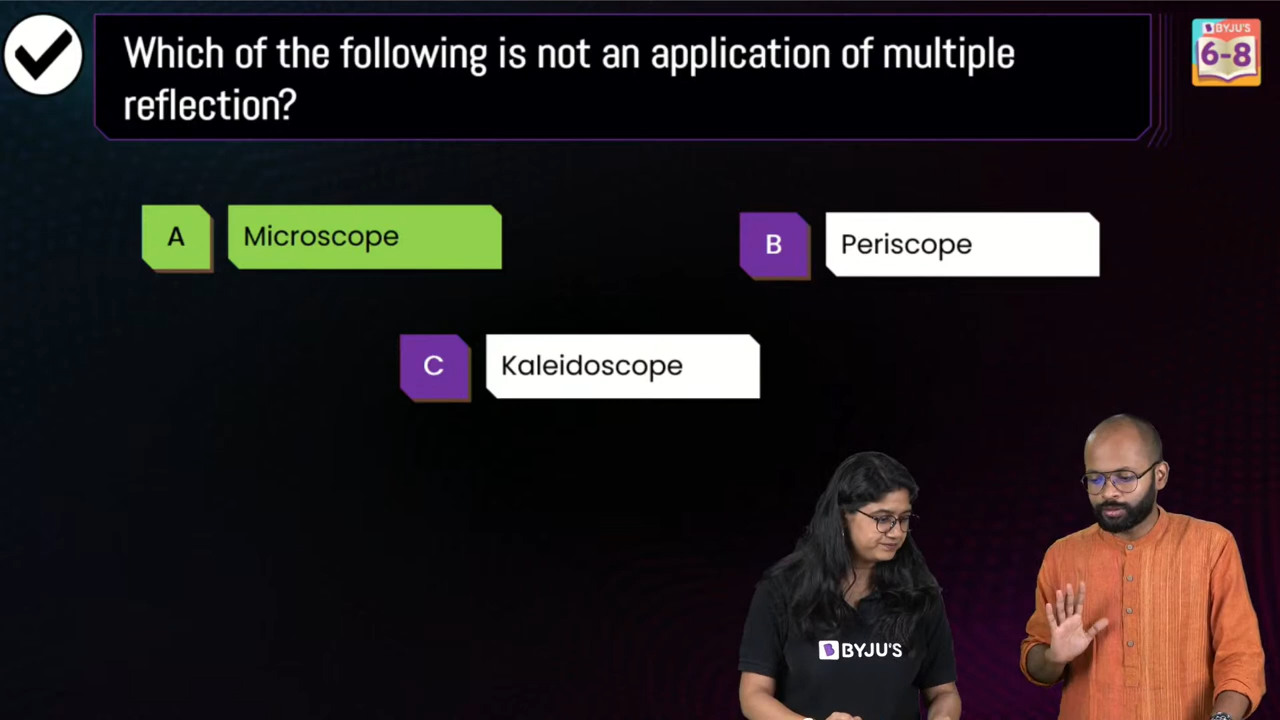 Which of the following is not an application of multiple
reflection?
BYJU'S
6-8
A
Microscope
B
Periscope
C
Kaleidoscope
BYJU'S